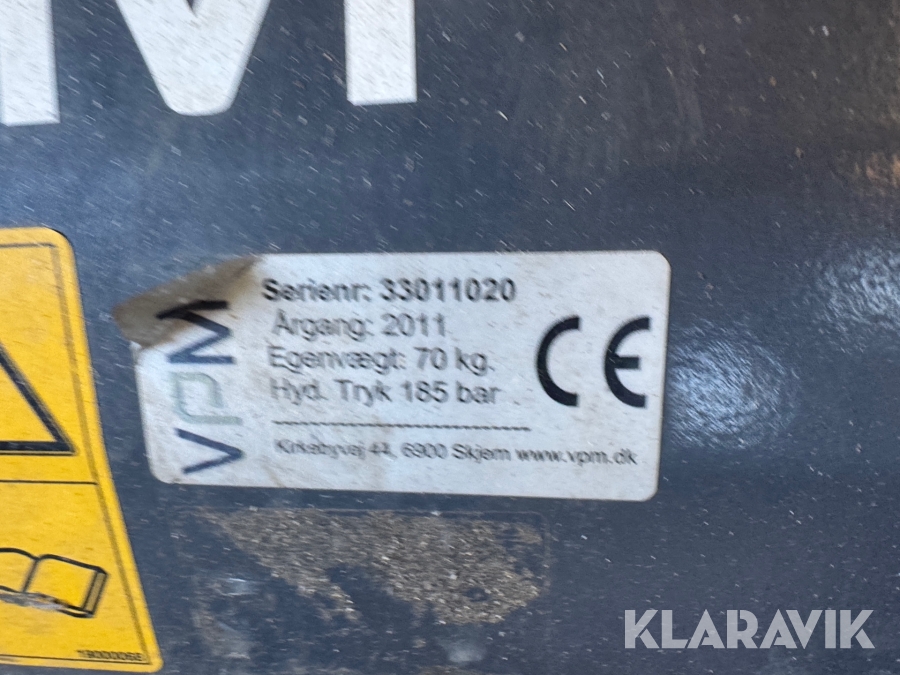 M
VPM
Serienr: 33011020
Årgang: 2011
Egenvægt: 70 kg.
Hyd. Tryk 185 bar
Kirkebyvej 44, 6900 Skjern www.vpm.dk
CE
KLARAVIK